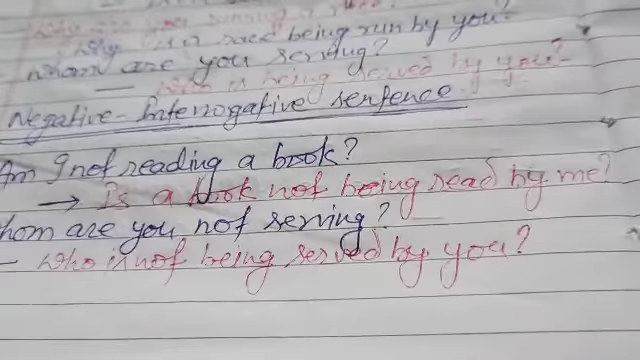 Why is a race being run by you?
whom are you serving?
— Who is being served by you?
Negative - Interrogative sentence
Am I not reading a book?
→ Is a book not being read by me?
whom are you not serving?
- who is not being served by you?